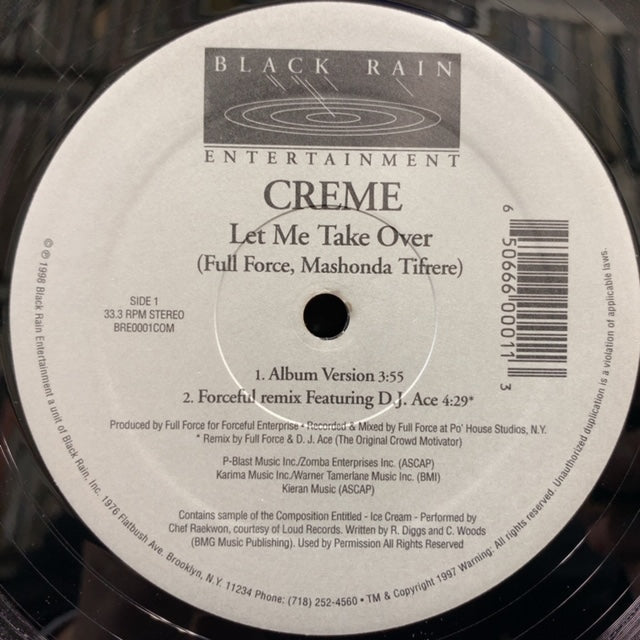 BLACK RAIN
ENTERTAINMENT
CREME
Let Me Take Over
(Full Force, Mashonda Tifrere)
SIDE 1
33.3 RPM STEREO
BRE0001COM
6 50666 00011 3
1. Album Version 3:55
2. Forceful remix Featuring D.J. Ace 4:29*
Produced by Full Force for Forceful Enterprise • Recorded & Mixed by Full Force at Po' House Studios, N.Y.
* Remix by Full Force & D. J. Ace (The Original Crowd Motivator)
P-Blast Music Inc./Zomba Enterprises Inc. (ASCAP)
Karima Music Inc./Warner Tamerlane Music Inc. (BMI)
Kieran Music (ASCAP)
Contains sample of the Composition Entitled - Ice Cream - Performed by
Chef Raekwon, courtesy of Loud Records. Written by R. Diggs and C. Woods
(BMG Music Publishing). Used by Permission All Rights Reserved
© ℗ 1998 Black Rain Entertainment a unit of Black Rain, Inc. 1976 Flatbush Ave. Brooklyn, N.Y. 11234 Phone: (718) 252-4560 • TM & Copyright 1997 Warning: All rights reserved. Unauthorized duplication is a violation of applicable laws.